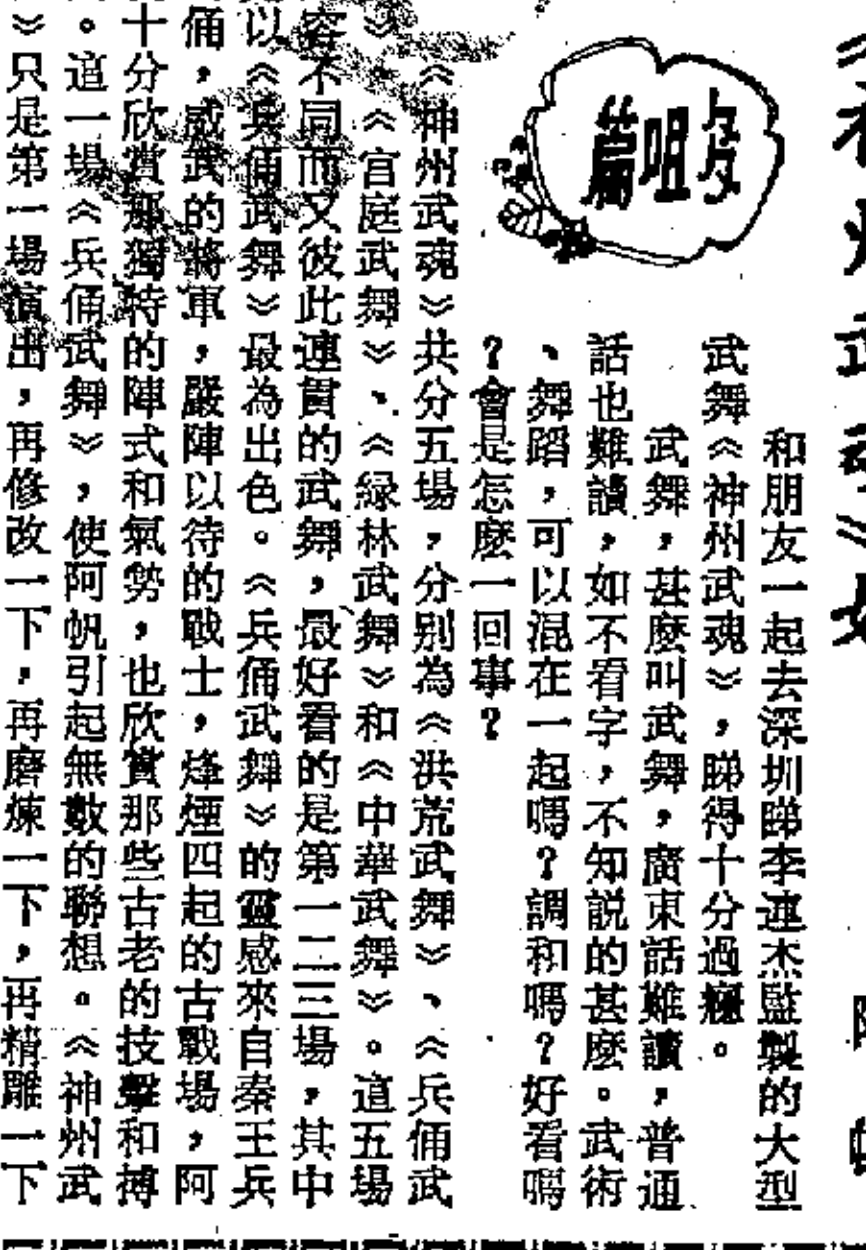 咀篇
和朋友一起去深圳睇李連杰監製的大型
武舞《神州武魂》，睇得十分過癮。
武舞，甚麼叫武舞，廣東話難讀，普通
話也難讀，如不看字，不知説的甚麼。武術
、舞蹈，可以混在一起嗎？調和嗎？好看嗎
？會是怎麼一回事？
《神州武魂》共分五場，分別為《洪荒武舞》、《兵俑武
》、《宫庭武舞》、《緑林武舞》和《中華武舞》。這五場
容不同而又彼此連貫的武舞，最好看的是第一二三場，其中
以《兵俑武舞》最為出色。《兵俑武舞》的靈感來自秦王兵
俑，威武的將軍，嚴陣以待的戰士，烽煙四起的古戰場，阿
十分欣賞那獨特的陣式和氣勢，也欣賞那些古老的技擊和搏
。這一場《兵俑武舞》，使阿帆引起無數的聯想。《神州武
》只是第一場演出，再修改一下，再磨煉一下，再精雕一下